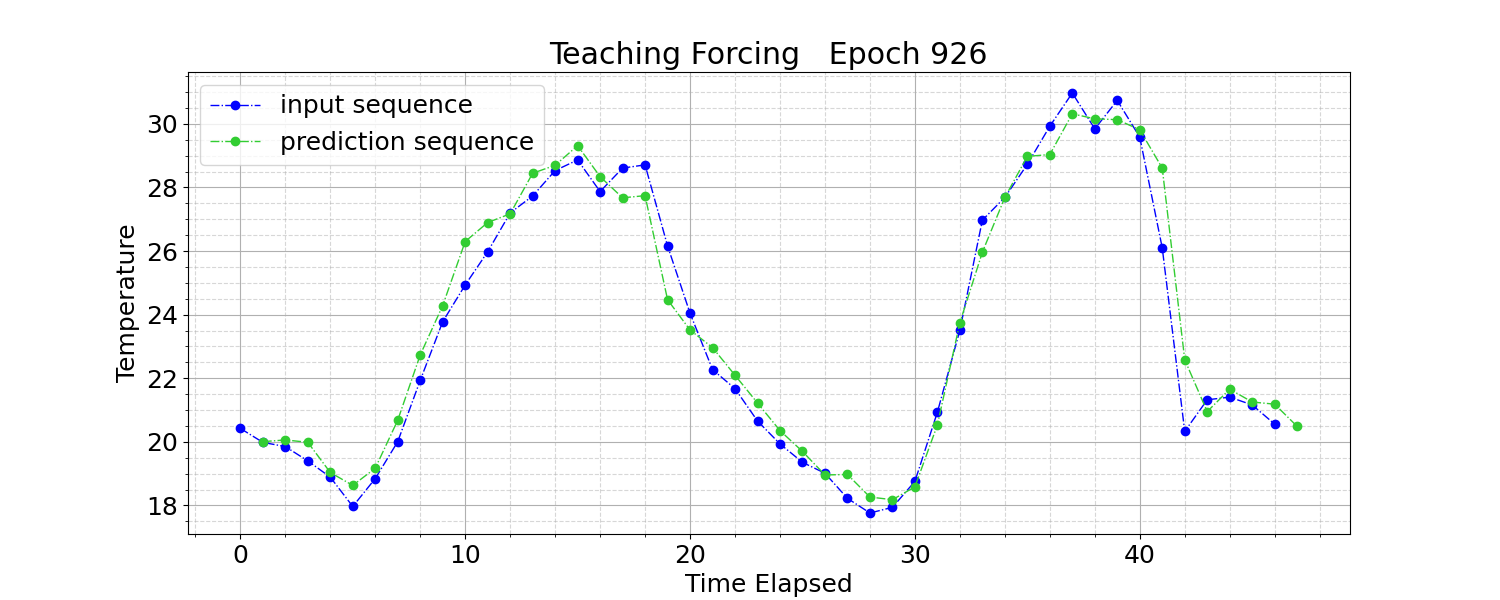 Teaching Forcing   Epoch 926
input sequence
prediction sequence
Temperature
30
28
26
24
22
20
18
0 10 20 30 40
Time Elapsed